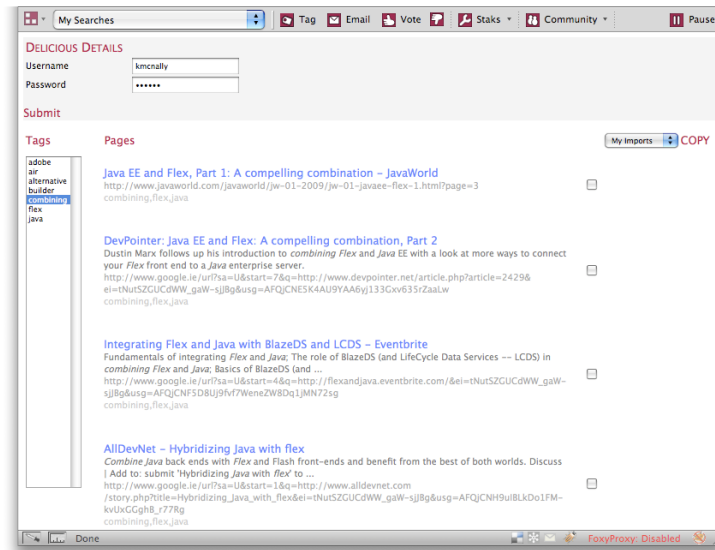 My Searches Tag Email Vote Staks Community Pause
DELICIOUS DETAILS
Username kmcnally
Password ••••••
Submit
Tags Pages My Imports COPY
adobe
air
alternative
builder
combining
flex
java
Java EE and Flex, Part 1: A compelling combination – JavaWorld
http://www.javaworld.com/javaworld/jw-01-2009/jw-01-javaee-flex-1.html?page=3
combining,flex,java
DevPointer: Java EE and Flex: A compelling combination, Part 2
Dustin Marx follows up his introduction to combining Flex and Java EE with a look at more ways to connect
your Flex front end to a Java enterprise server.
http://www.google.ie/url?sa=U&start=7&q=http://www.devpointer.net/article.php?article=2429&
ei=tNutSZGUCdWW_gaW-sjJBg&usg=AFQjCNE5K4AU9YAA6yj133Gxv635rZaaLw
combining,flex,java
Integrating Flex and Java with BlazeDS and LCDS – Eventbrite
Fundamentals of integrating Flex and Java; The role of BlazeDS (and LifeCycle Data Services -- LCDS) in
combining Flex and Java; Basics of BlazeDS (and ...
http://www.google.ie/url?sa=U&start=4&q=http://flexandjava.eventbrite.com/&ei=tNutSZGUCdWW_gaW-
sjJBg&usg=AFQjCNF5D8Uj9fvf7WeneZW8Dq1jMN72sg
combining,flex,java
AllDevNet – Hybridizing Java with flex
Combine Java back ends with Flex and Flash front-ends and benefit from the best of both worlds. Discuss
| Add to: submit 'Hybridizing Java with flex' to ...
http://www.google.ie/url?sa=U&start=1&q=http://www.alldevnet.com
/story.php?title=Hybridizing_Java_with_flex&ei=tNutSZGUCdWW_gaW-sjJBg&usg=AFQjCNH9uIBLkDo1FM-
kvUxGGghB_r77Rg
combining,flex,java
Done FoxyProxy: Disabled